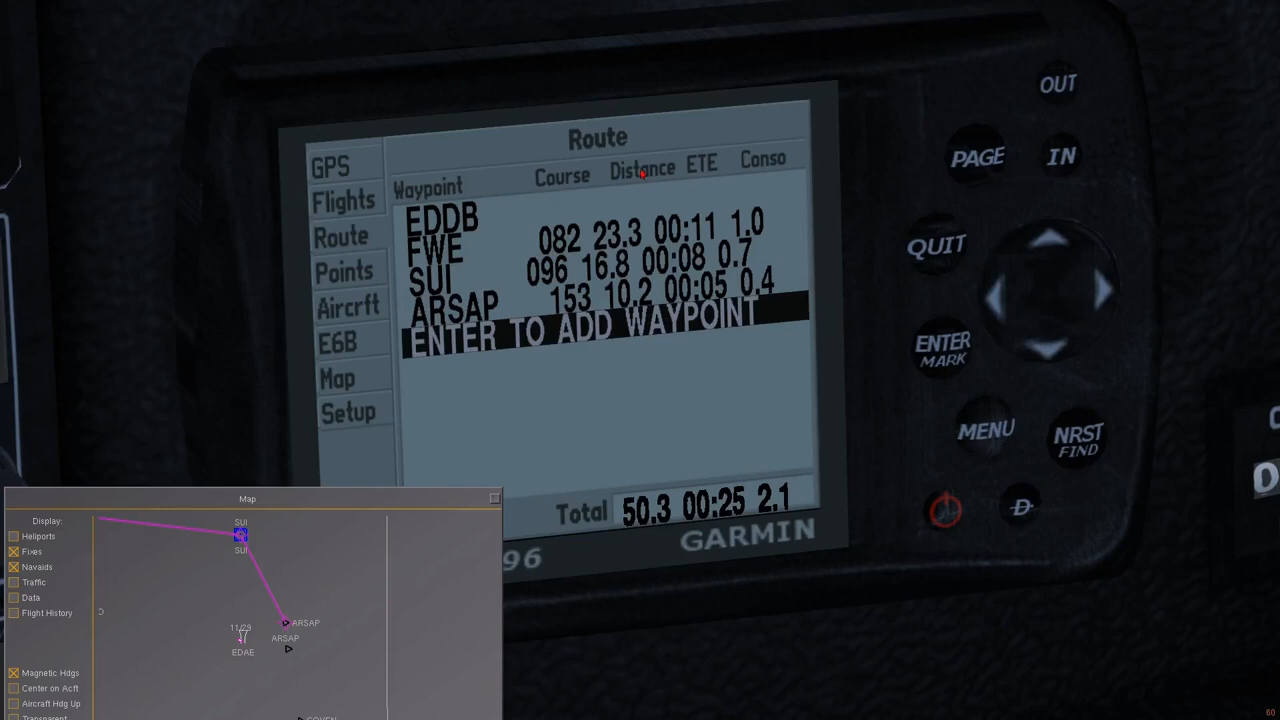 OUT
Route
PAGE
IN
GPS
Waypoint Course Distance ETE Conso
Flights
EDDB
Route
FWE 082 23.3 00:11 1.0
QUIT
Points
SUI 096 16.8 00:08 0.7
Aircrft
ARSAP 153 10.2 00:05 0.4
E6B
ENTER TO ADD WAYPOINT
ENTER
MARK
Map
Setup
MENU
NRST
FIND
D
Total 50.3 00:25 2.1
96
GARMIN
Map
Display:
Heliports
Fixes
Navaids
Traffic
Data
Flight History
Magnetic Hdgs
Center on Acft
Aircraft Hdg Up
SUI
SUI
ARSAP
11/29
ARSAP
EDAE
60